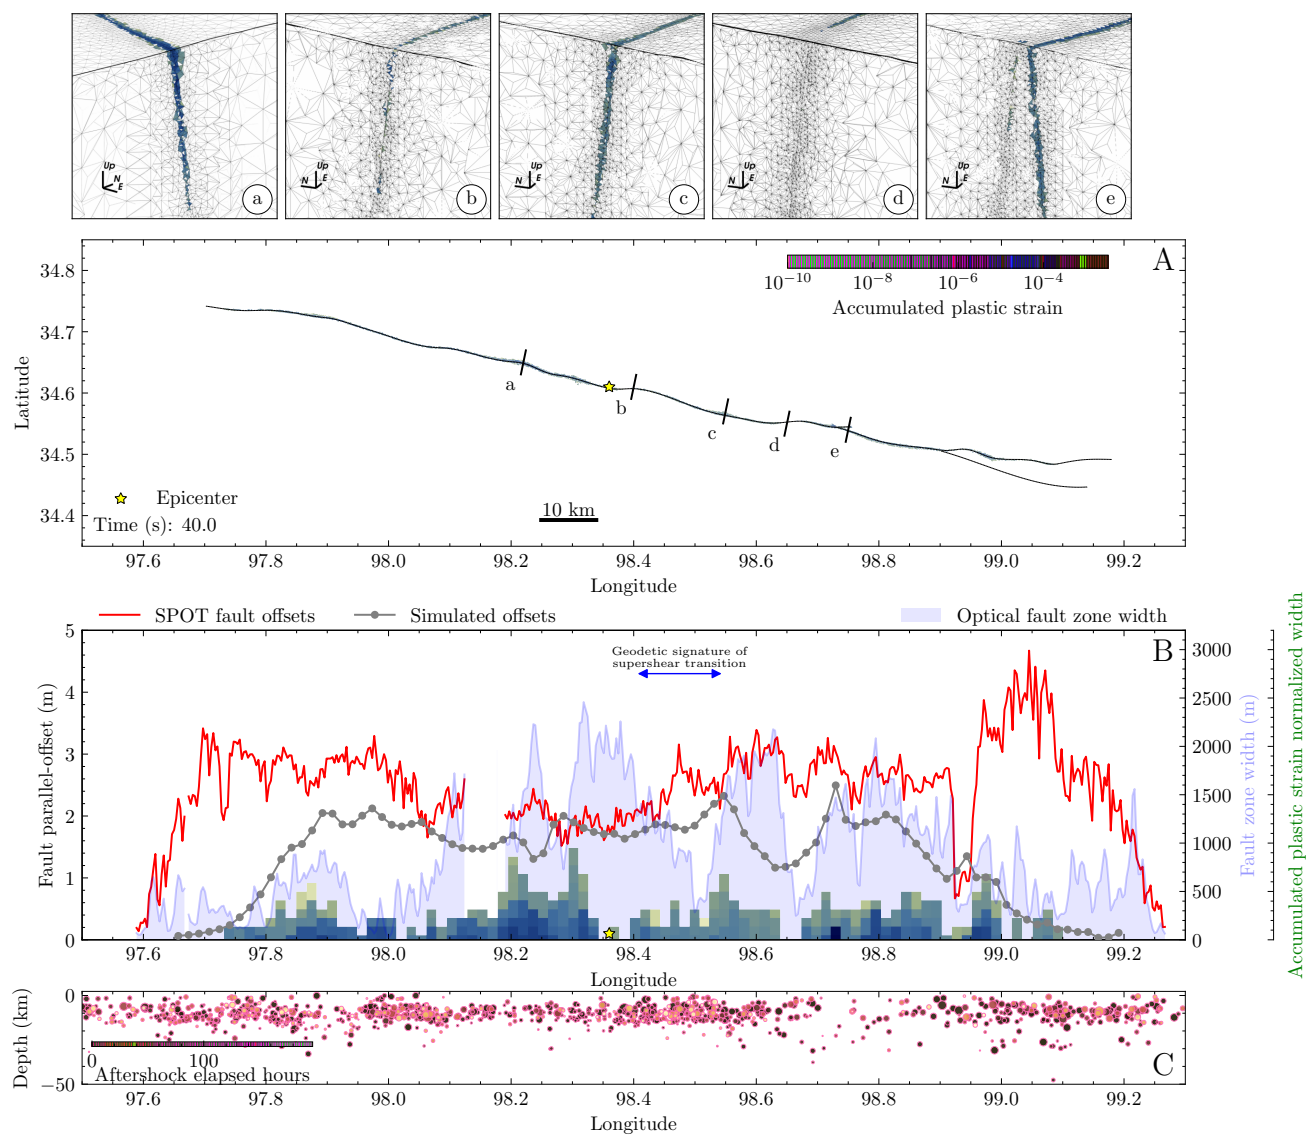 Up
N
E
a
Up
N
E
b
Up
N
E
c
Up
N
E
d
Up
N
E
e
A
34.8
34.7
34.6
34.5
34.4
Latitude
10⁻¹⁰ 10⁻⁸ 10⁻⁶ 10⁻⁴
Accumulated plastic strain
a
b
c
d
e
Epicenter
Time (s): 40.0
10 km
97.6 97.8 98.0 98.2 98.4 98.6 98.8 99.0 99.2
Longitude
SPOT fault offsets
Simulated offsets
Optical fault zone width
B
Geodetic signature of
supershear transition
5
4
3
2
1
0
Fault parallel-offset (m)
3000
2500
2000
1500
1000
500
0
Fault zone width (m)
Accumulated plastic strain normalized width
97.6 97.8 98.0 98.2 98.4 98.6 98.8 99.0 99.2
Longitude
0
−50
Depth (km)
0 100
Aftershock elapsed hours
C
97.6 97.8 98.0 98.2 98.4 98.6 98.8 99.0 99.2
Longitude